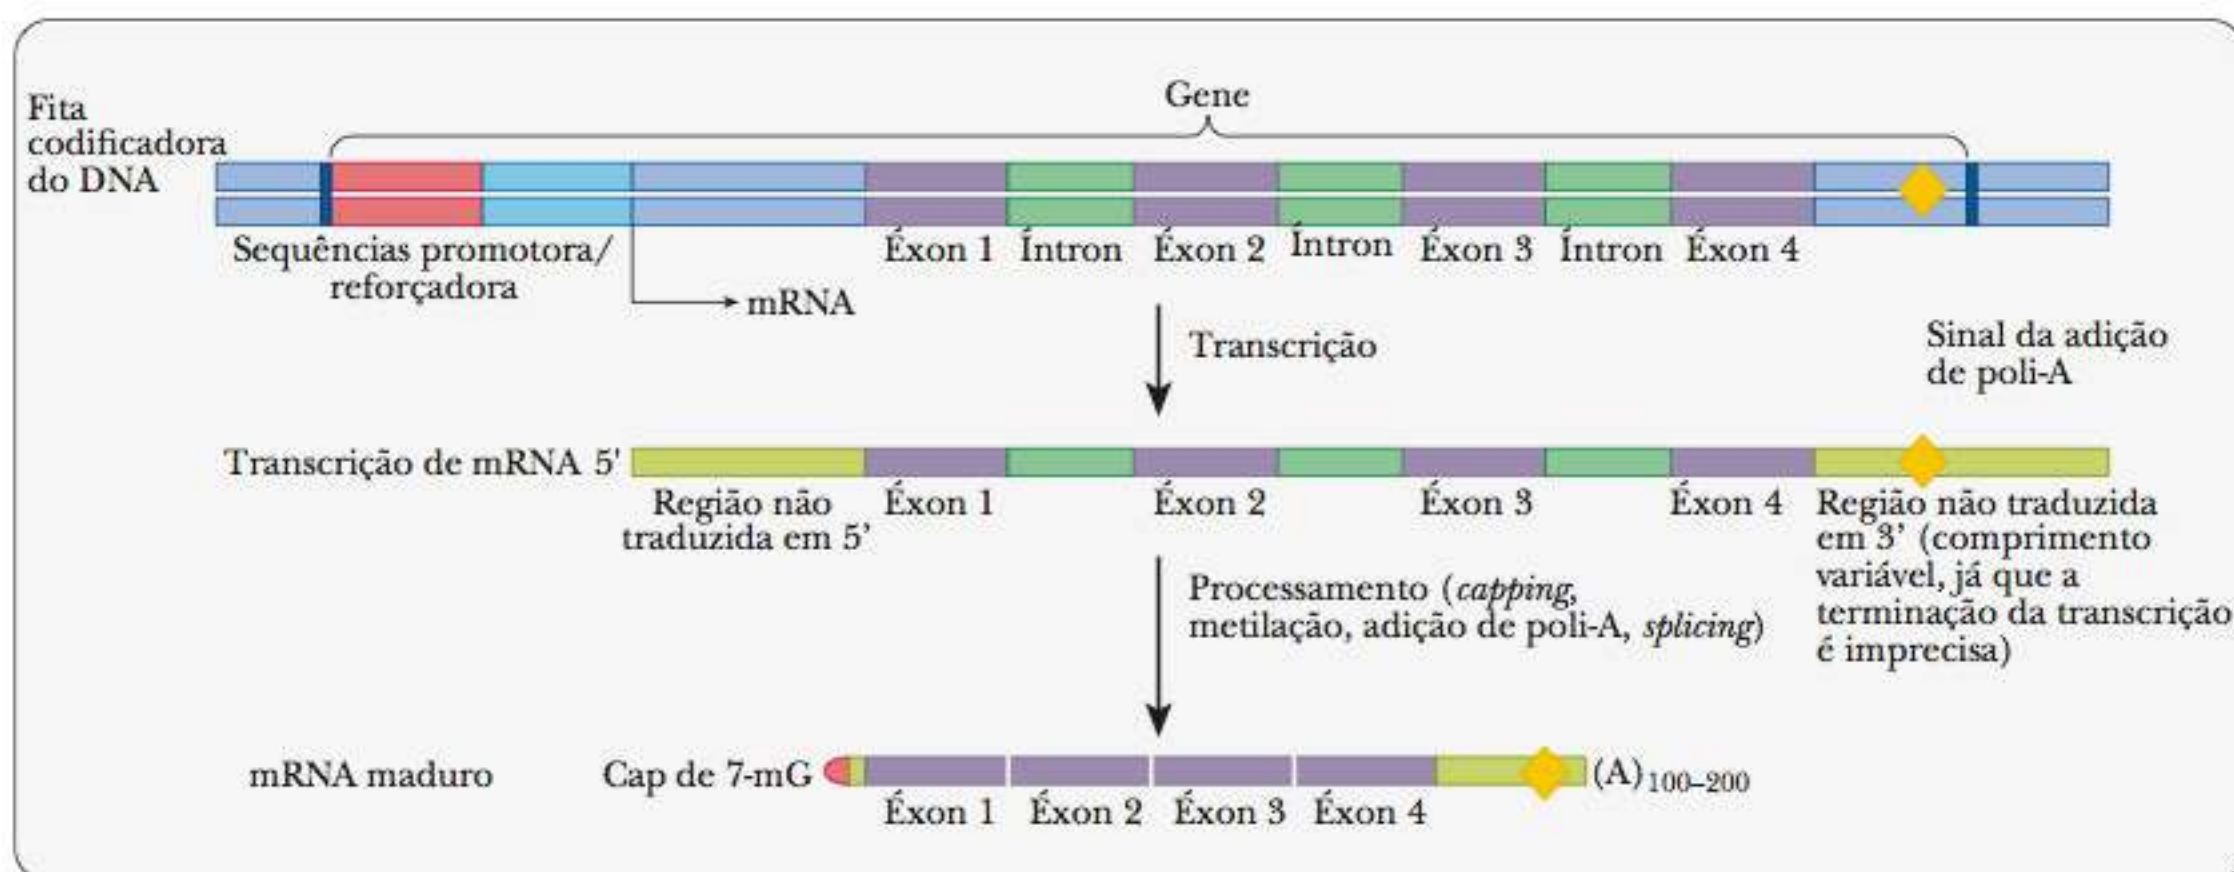 Gene
Fita
codificadora
do DNA
Sequências promotora/
reforçadora
Éxon 1
Íntron
Éxon 2
Íntron
Éxon 3
Íntron
Éxon 4
mRNA
Transcrição
Sinal da adição
de poli-A
Transcrição de mRNA 5'
Região não
traduzida em 5’
Éxon 1
Éxon 2
Éxon 3
Éxon 4
Região não traduzida
em 3’ (comprimento
variável, já que a
terminação da transcrição
é imprecisa)
Processamento (capping,
metilação, adição de poli-A, splicing)
mRNA maduro
Cap de 7-mG
(A)100–200
Éxon 1
Éxon 2
Éxon 3
Éxon 4